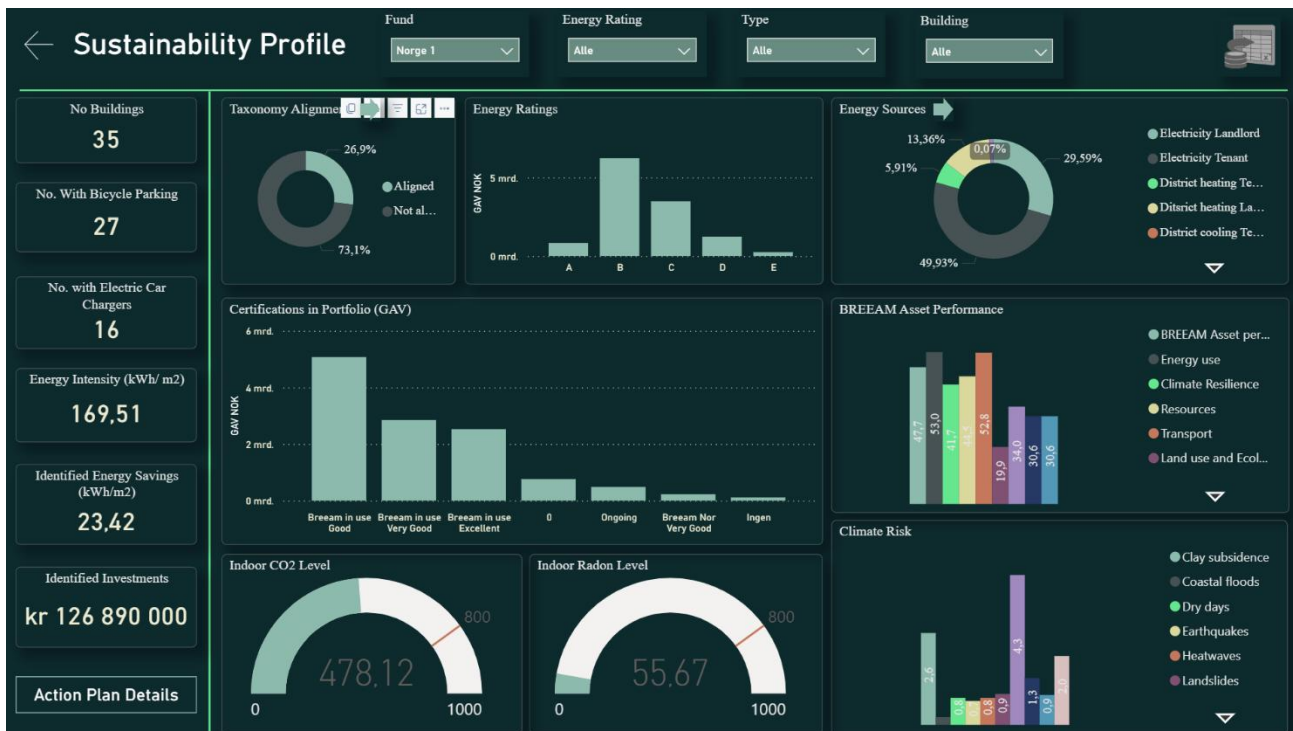 Sustainability Profile
Fund
Norge 1
Energy Rating
Alle
Type
Alle
Building
Alle
No Buildings
35
No. With Bicycle Parking
27
No. with Electric Car
Chargers
16
Energy Intensity (kWh/ m2)
169,51
Identified Energy Savings
(kWh/m2)
23,42
Identified Investments
kr 126 890 000
Action Plan Details
Taxonomy Alignme
26,9%
73,1%
Aligned
Not al...
Energy Ratings
GAV NOK
5 mrd.
0 mrd.
A B C D E
Energy Sources
13,36%
0,07%
29,59%
5,91%
49,93%
Electricity Landlord
Electricity Tenant
District heating Te...
Ditsrict heating La...
District cooling Te...
Certifications in Portfolio (GAV)
GAV NOK
6 mrd.
4 mrd.
2 mrd.
0 mrd.
Breeam in use
Good
Breeam in use
Very Good
Breeam in use
Excellent
0
Ongoing
Breeam Nor
Very Good
Ingen
BREEAM Asset Performance
47,7
53,0
41,7
44,5
52,8
19,9
34,0
30,6
30,6
BREEAM Asset per...
Energy use
Climate Resilience
Resources
Transport
Land use and Ecol...
Indoor CO2 Level
478,12
800
0
1000
Indoor Radon Level
55,67
800
0
1000
Climate Risk
2,6
0,8
0,7
0,8
0,9
4,3
1,3
0,9
2,0
Clay subsidence
Coastal floods
Dry days
Earthquakes
Heatwaves
Landslides